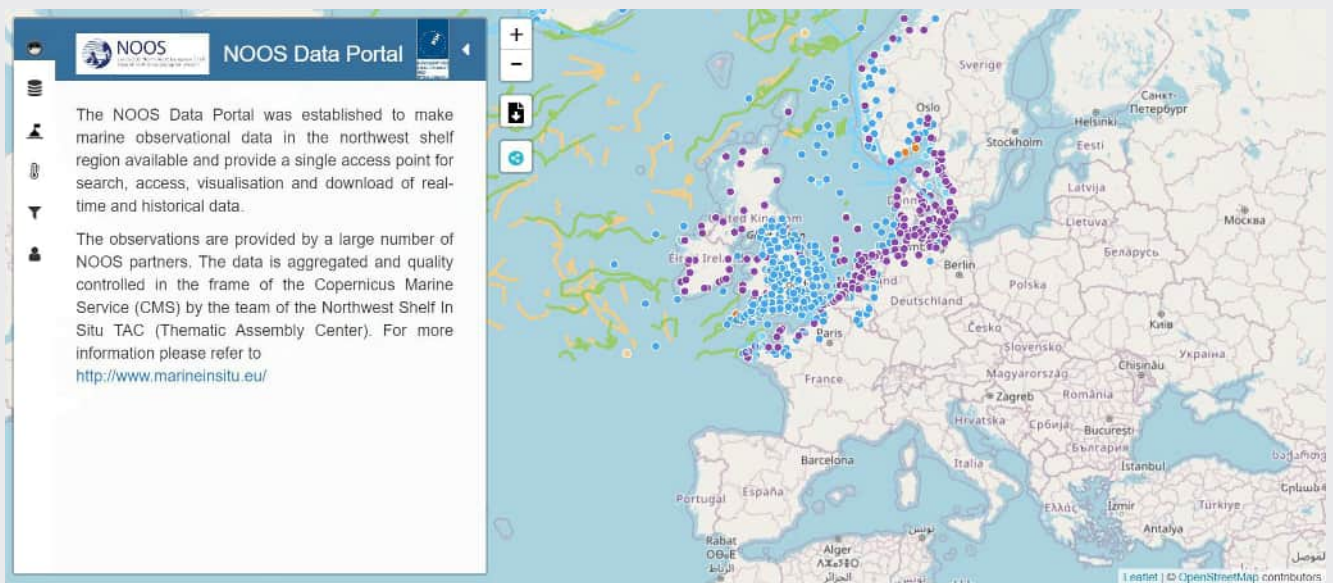 NOOS
NOOS Data Portal
The NOOS Data Portal was established to make
marine observational data in the northwest shelf
region available and provide a single access point for
search, access, visualisation and download of real-
time and historical data.
The observations are provided by a large number of
NOOS partners. The data is aggregated and quality
controlled in the frame of the Copernicus Marine
Service (CMS) by the team of the Northwest Shelf In
Situ TAC (Thematic Assembly Center). For more
information please refer to
http://www.marineinsitu.eu/
+
−
Sverige
Oslo
Stockholm
Helsinki
Санкт-
Петербург
Eesti
Latvija
Lietuva
Москва
Беларусь
United Kingdom
Berlin
Polska
Deutschland
Київ
Paris
Česko
Slovensko
Україна
Chișinău
France
Magyarország
Zagreb
România
Hrvatska
Србија
București
България
Barcelona
Italia
Istanbul
Portugal
España
Ελλάς
İzmir
Türkiye
Antalya
تونس
Rabat
الرباط
Alger
الجزائر
الموصل
Leaflet | © OpenStreetMap contributors